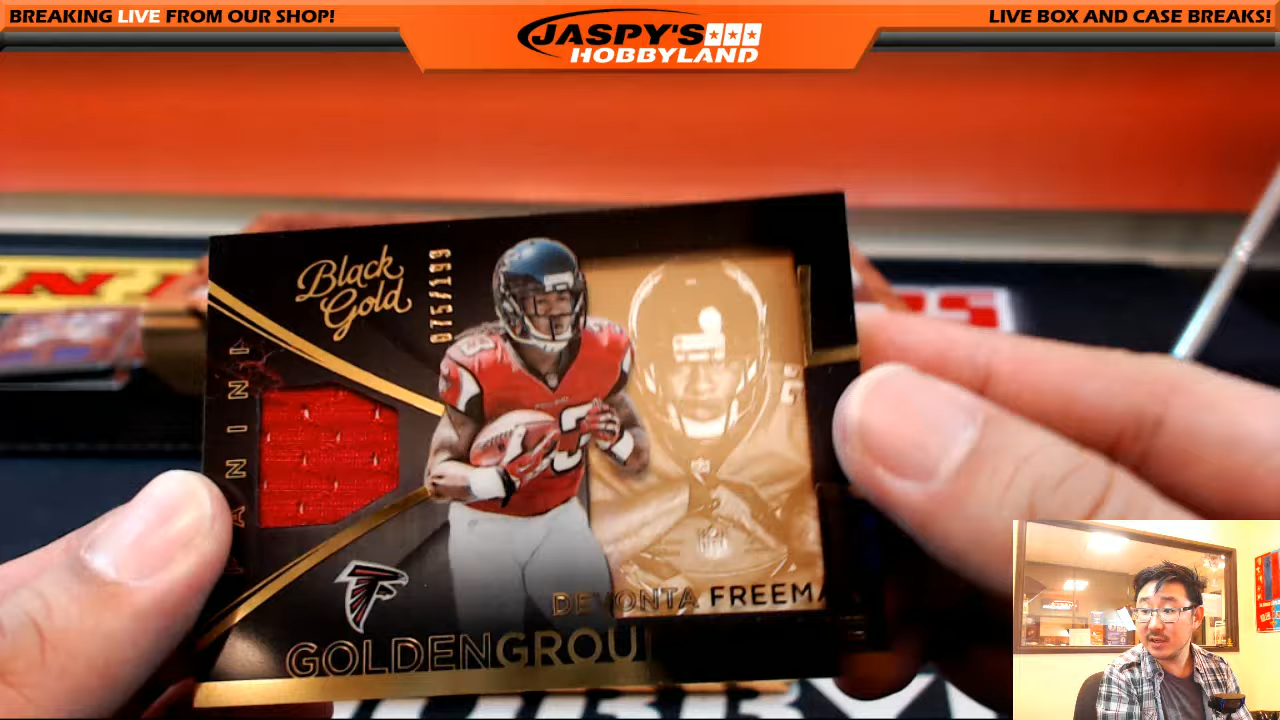 BREAKING LIVE FROM OUR SHOP!
JASPY'S
HOBBYLAND
LIVE BOX AND CASE BREAKS!
Black
Gold
075/199
PANINI
DEVONTA FREEMA
GOLDENGROU